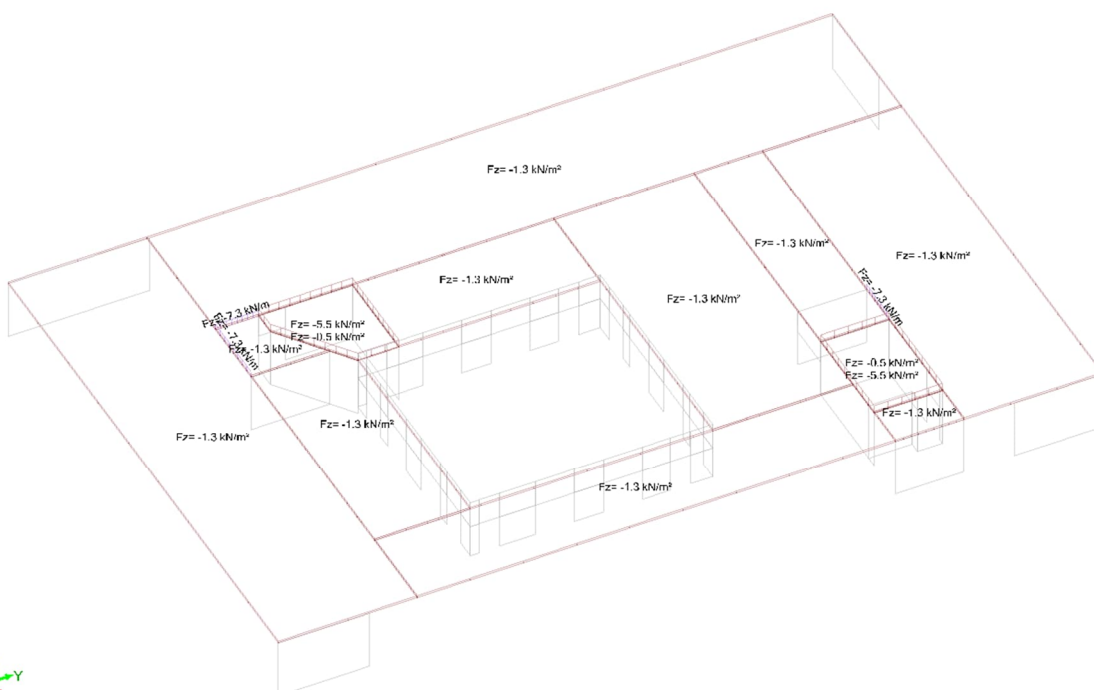 Fz= -1.3 kN/m²
Fz= -1.3 kN/m²
Fz= -1.3 kN/m²
Fz= -1.3 kN/m²
Fz= -1.3 kN/m²
Fz= -7.3 kN/m
Fz= -7.3 kN/m
Fz= -7.3 kN/m
Fz= -5.5 kN/m²
Fz= -0.5 kN/m²
Fz= -1.3 kN/m²
Fz= -0.5 kN/m²
Fz= -5.5 kN/m²
Fz= -1.3 kN/m²
Fz= -1.3 kN/m²
Fz= -1.3 kN/m²
Fz= -1.3 kN/m²
Y